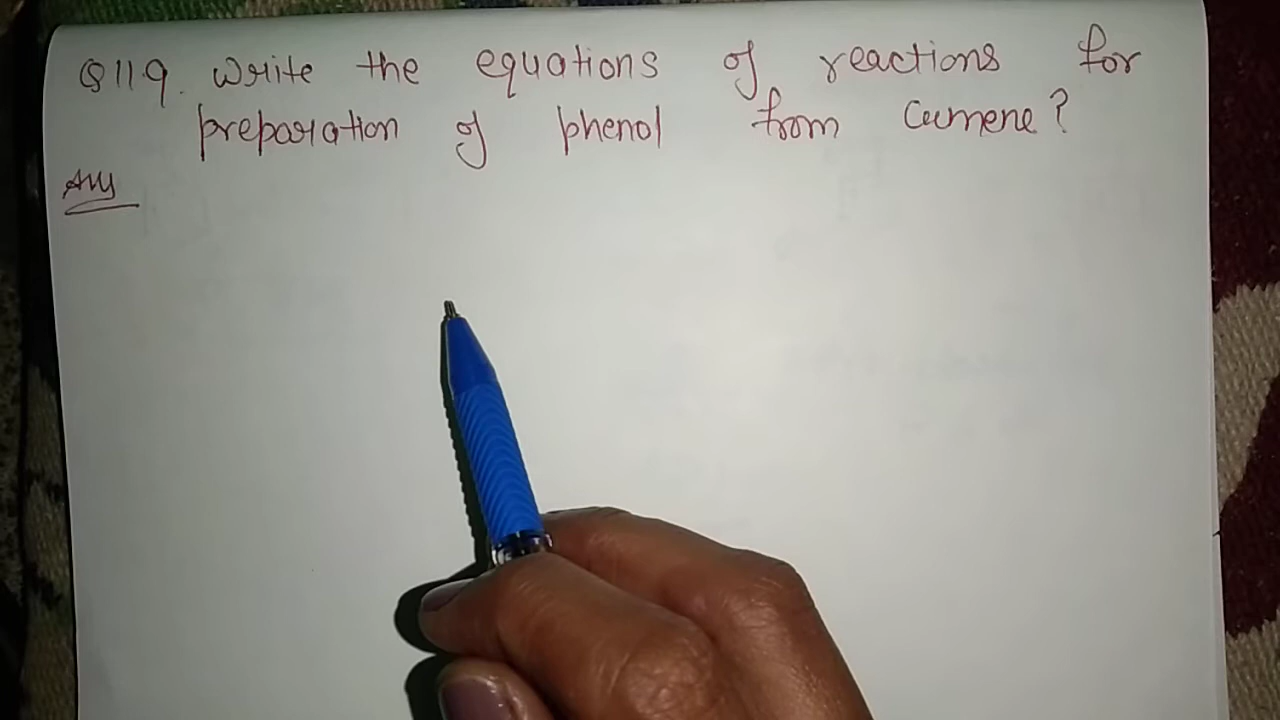 Q119. Write the equations of reactions for
preparation of phenol from Cumene?
Ans